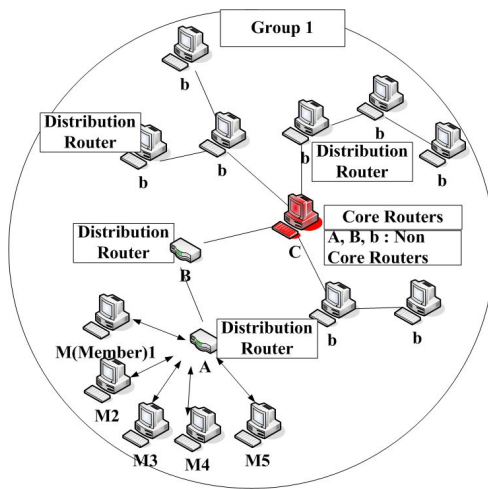 Group 1
b
Distribution
Router
b
b
b
b
Distribution
Router
b
Core Routers
A, B, b : Non
Core Routers
C
Distribution
Router
B
b
b
Distribution
Router
A
M(Member)1
M2
M3
M4
M5